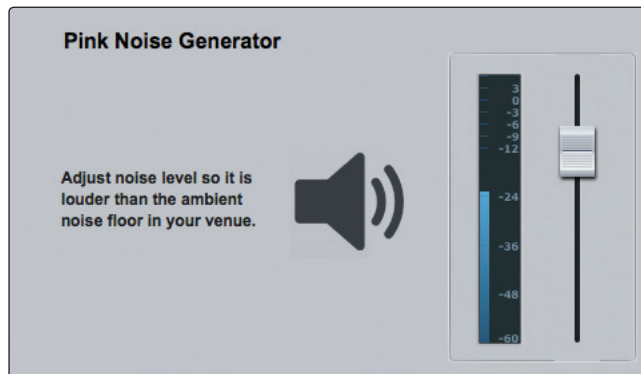 Pink Noise Generator
Adjust noise level so it is
louder than the ambient
noise floor in your venue.
3
0
-3
-6
-9
-12
-24
-36
-48
-60